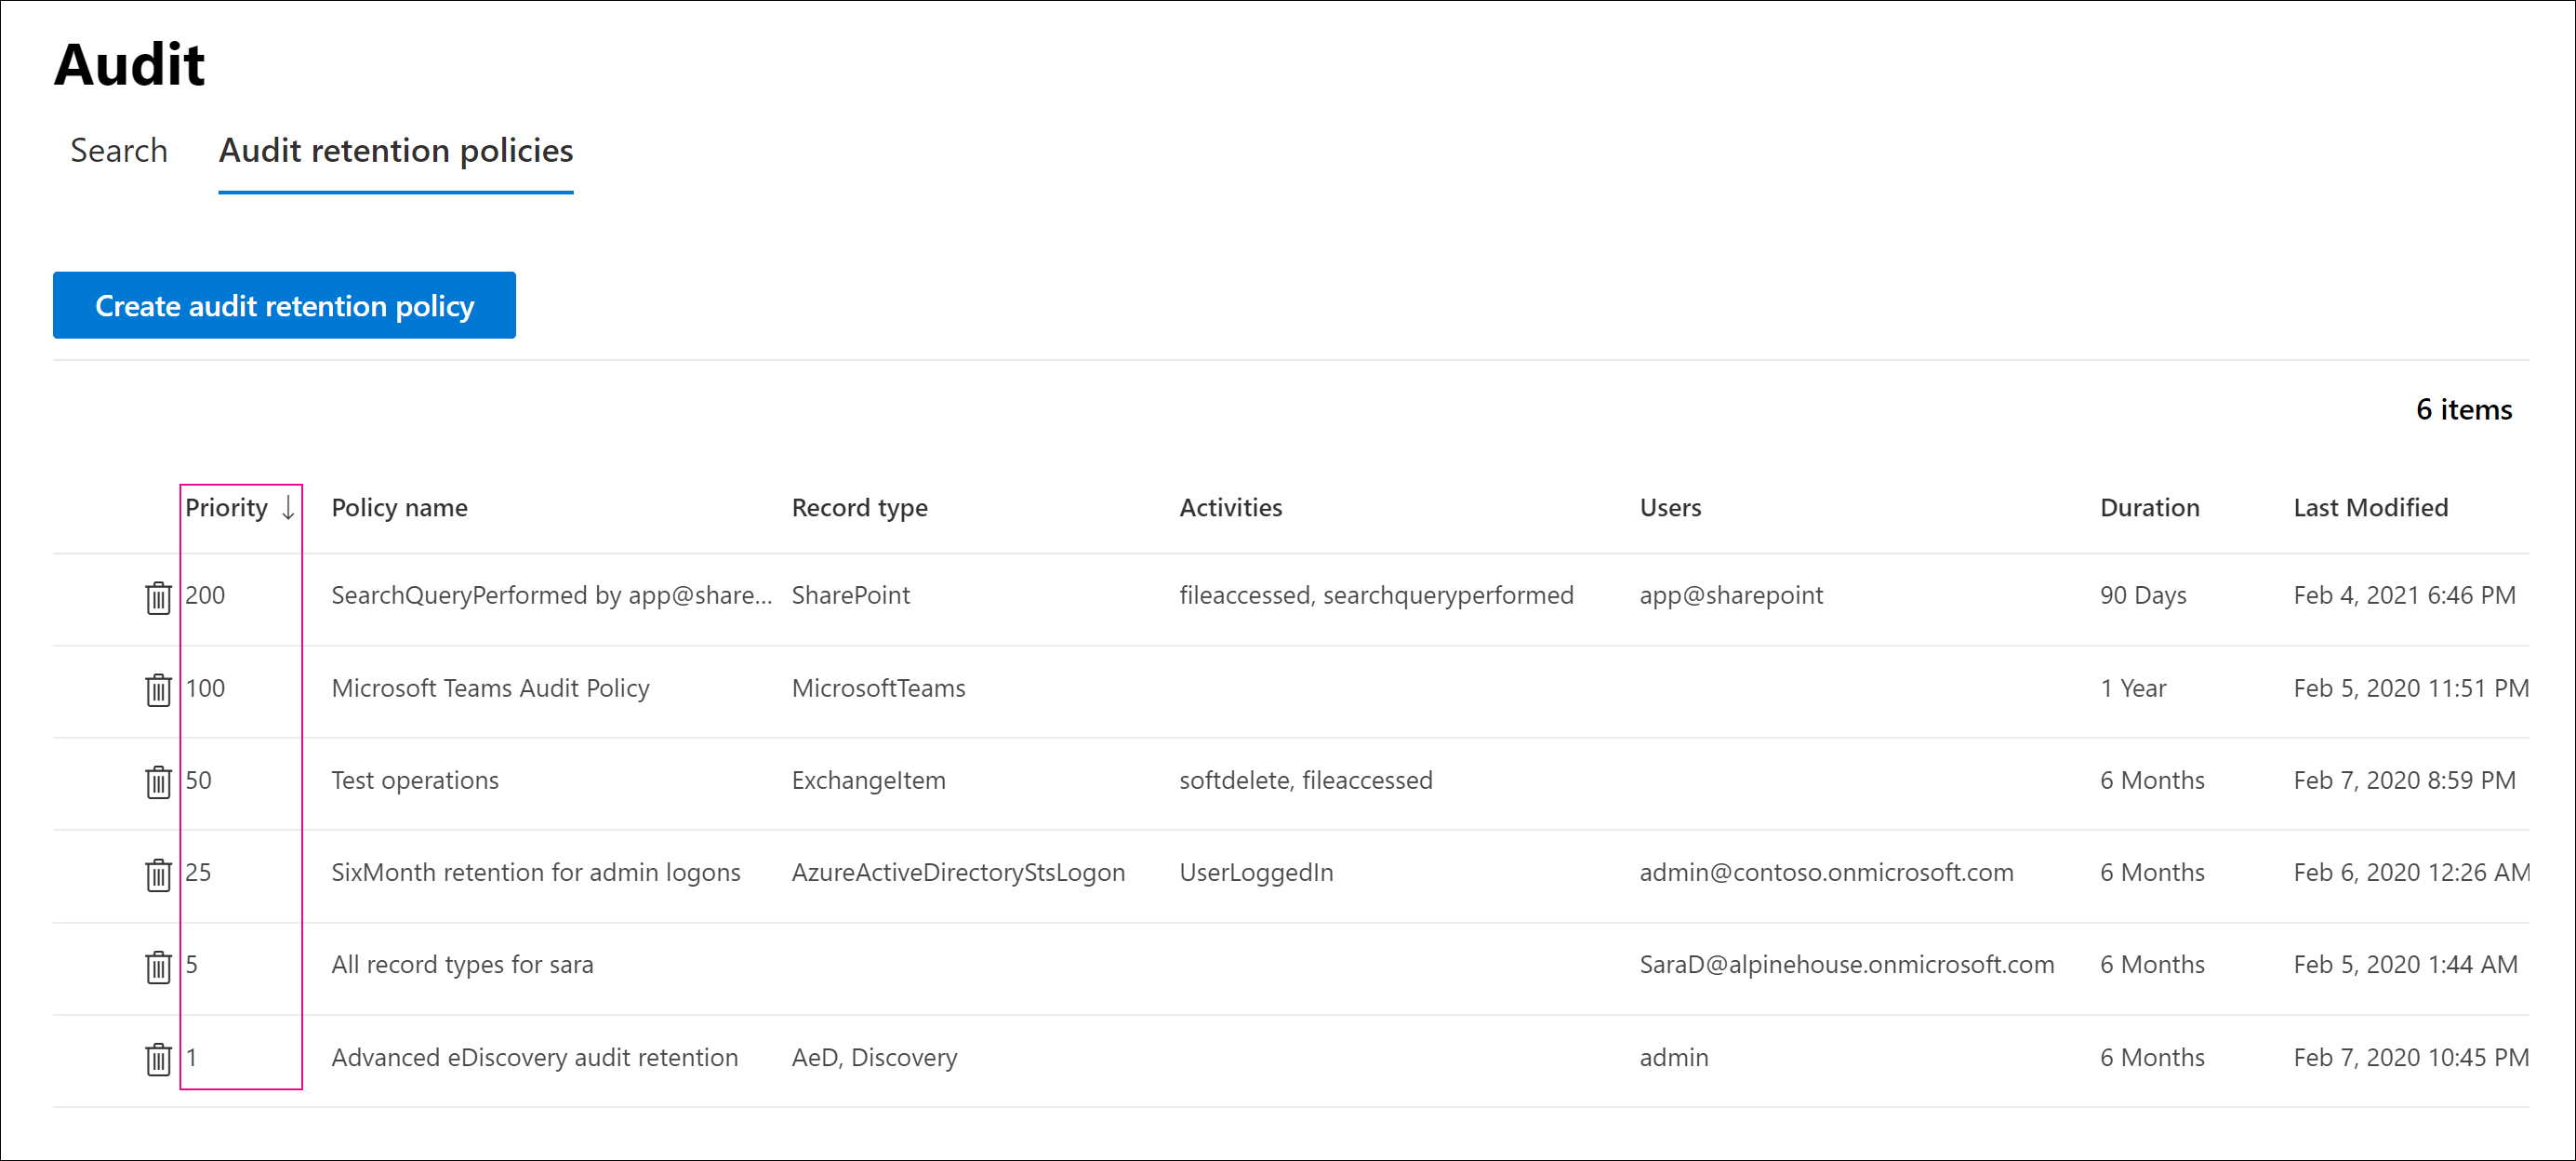 Audit
Search Audit retention policies
Create audit retention policy
6 items
Priority ↓ Policy name Record type Activities Users Duration Last Modified
200 SearchQueryPerformed by app@share... SharePoint fileaccessed, searchqueryperformed app@sharepoint 90 Days Feb 4, 2021 6:46 PM
100 Microsoft Teams Audit Policy MicrosoftTeams 1 Year Feb 5, 2020 11:51 PM
50 Test operations ExchangeItem softdelete, fileaccessed 6 Months Feb 7, 2020 8:59 PM
25 SixMonth retention for admin logons AzureActiveDirectoryStsLogon UserLoggedIn admin@contoso.onmicrosoft.com 6 Months Feb 6, 2020 12:26 AM
5 All record types for sara SaraD@alpinehouse.onmicrosoft.com 6 Months Feb 5, 2020 1:44 AM
1 Advanced eDiscovery audit retention AeD, Discovery admin 6 Months Feb 7, 2020 10:45 PM